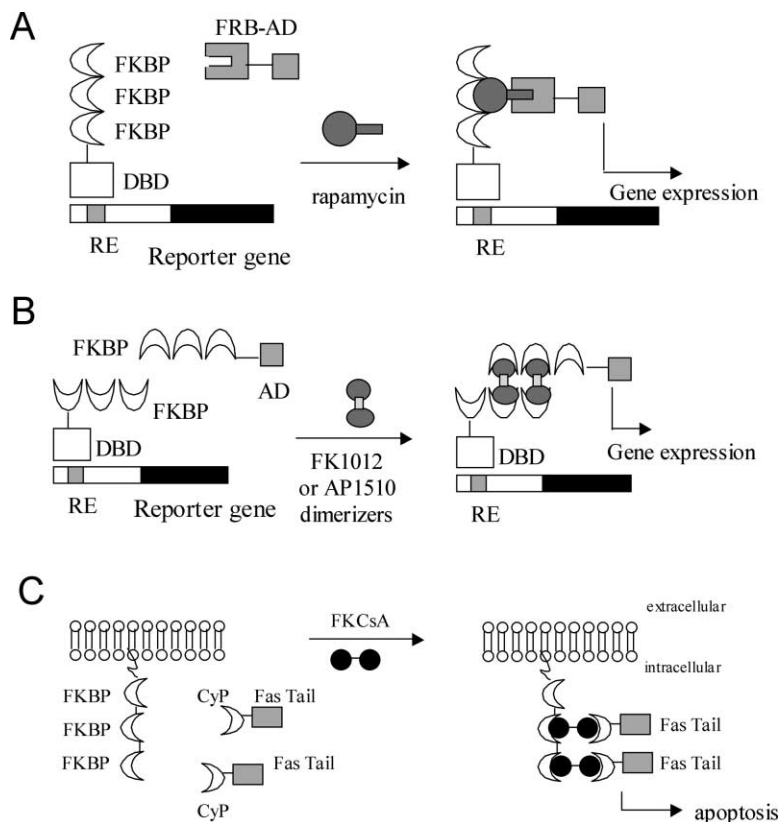 A
FRB-AD
FKBP
FKBP
FKBP
DBD
rapamycin
Gene expression
RE
Reporter gene
RE
B
FKBP
AD
FKBP
DBD
FK1012
or AP1510
dimerizers
DBD
Gene expression
RE
Reporter gene
RE
C
FKCsA
extracellular
intracellular
FKBP
CyP
Fas Tail
FKBP
Fas Tail
FKBP
CyP
Fas Tail
Fas Tail
apoptosis